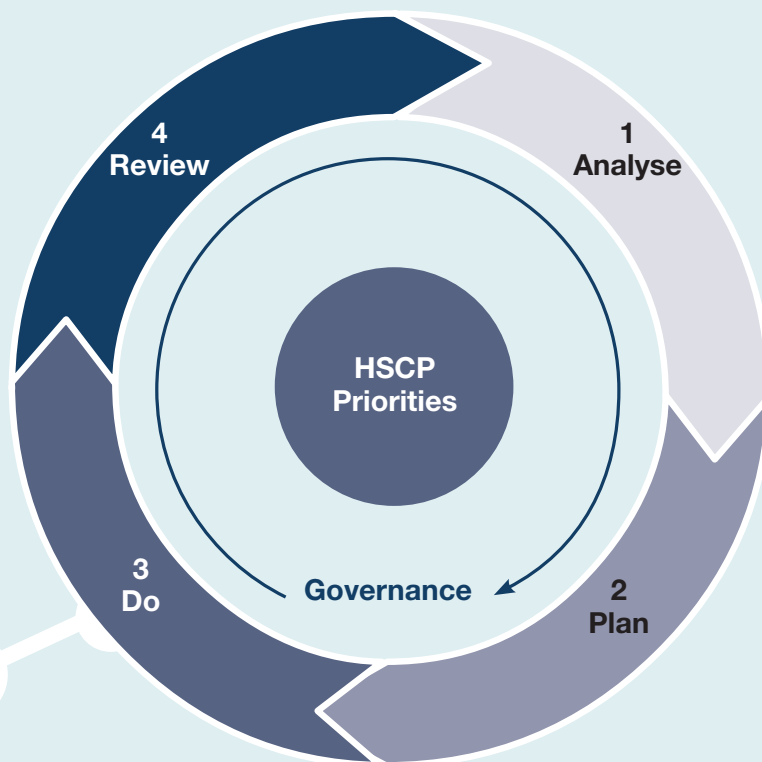 4
Review
1
Analyse
HSCP
Priorities
3
Do
Governance
2
Plan